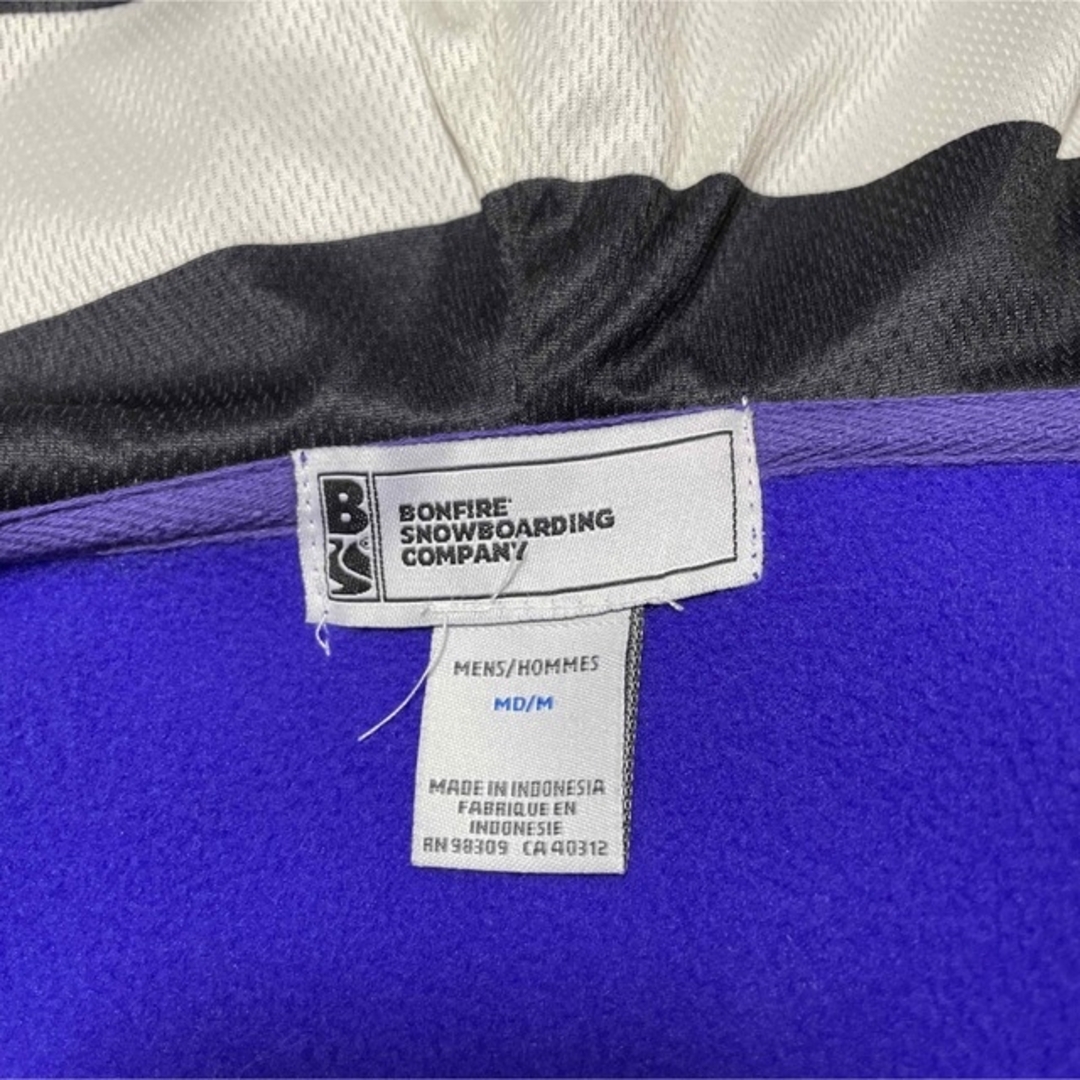 B
BONFIRE
SNOWBOARDING
COMPANY
MENS/HOMMES
MD/M
MADE IN INDONESIA
FABRIQUE EN
INDONESIE
RN 98309 CA 40312